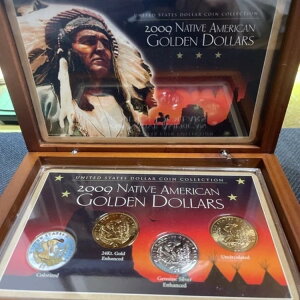 UNITED STATES DOLLAR COIN COLLECTION
2009 NATIVE AMERICAN
GOLDEN DOLLARS
UNITED STATES DOLLAR COIN COLLECTION
2009 NATIVE AMERICAN
GOLDEN DOLLARS
Colorized
24Kt. Gold
Enhanced
Genuine Silver
Enhanced
Uncirculated